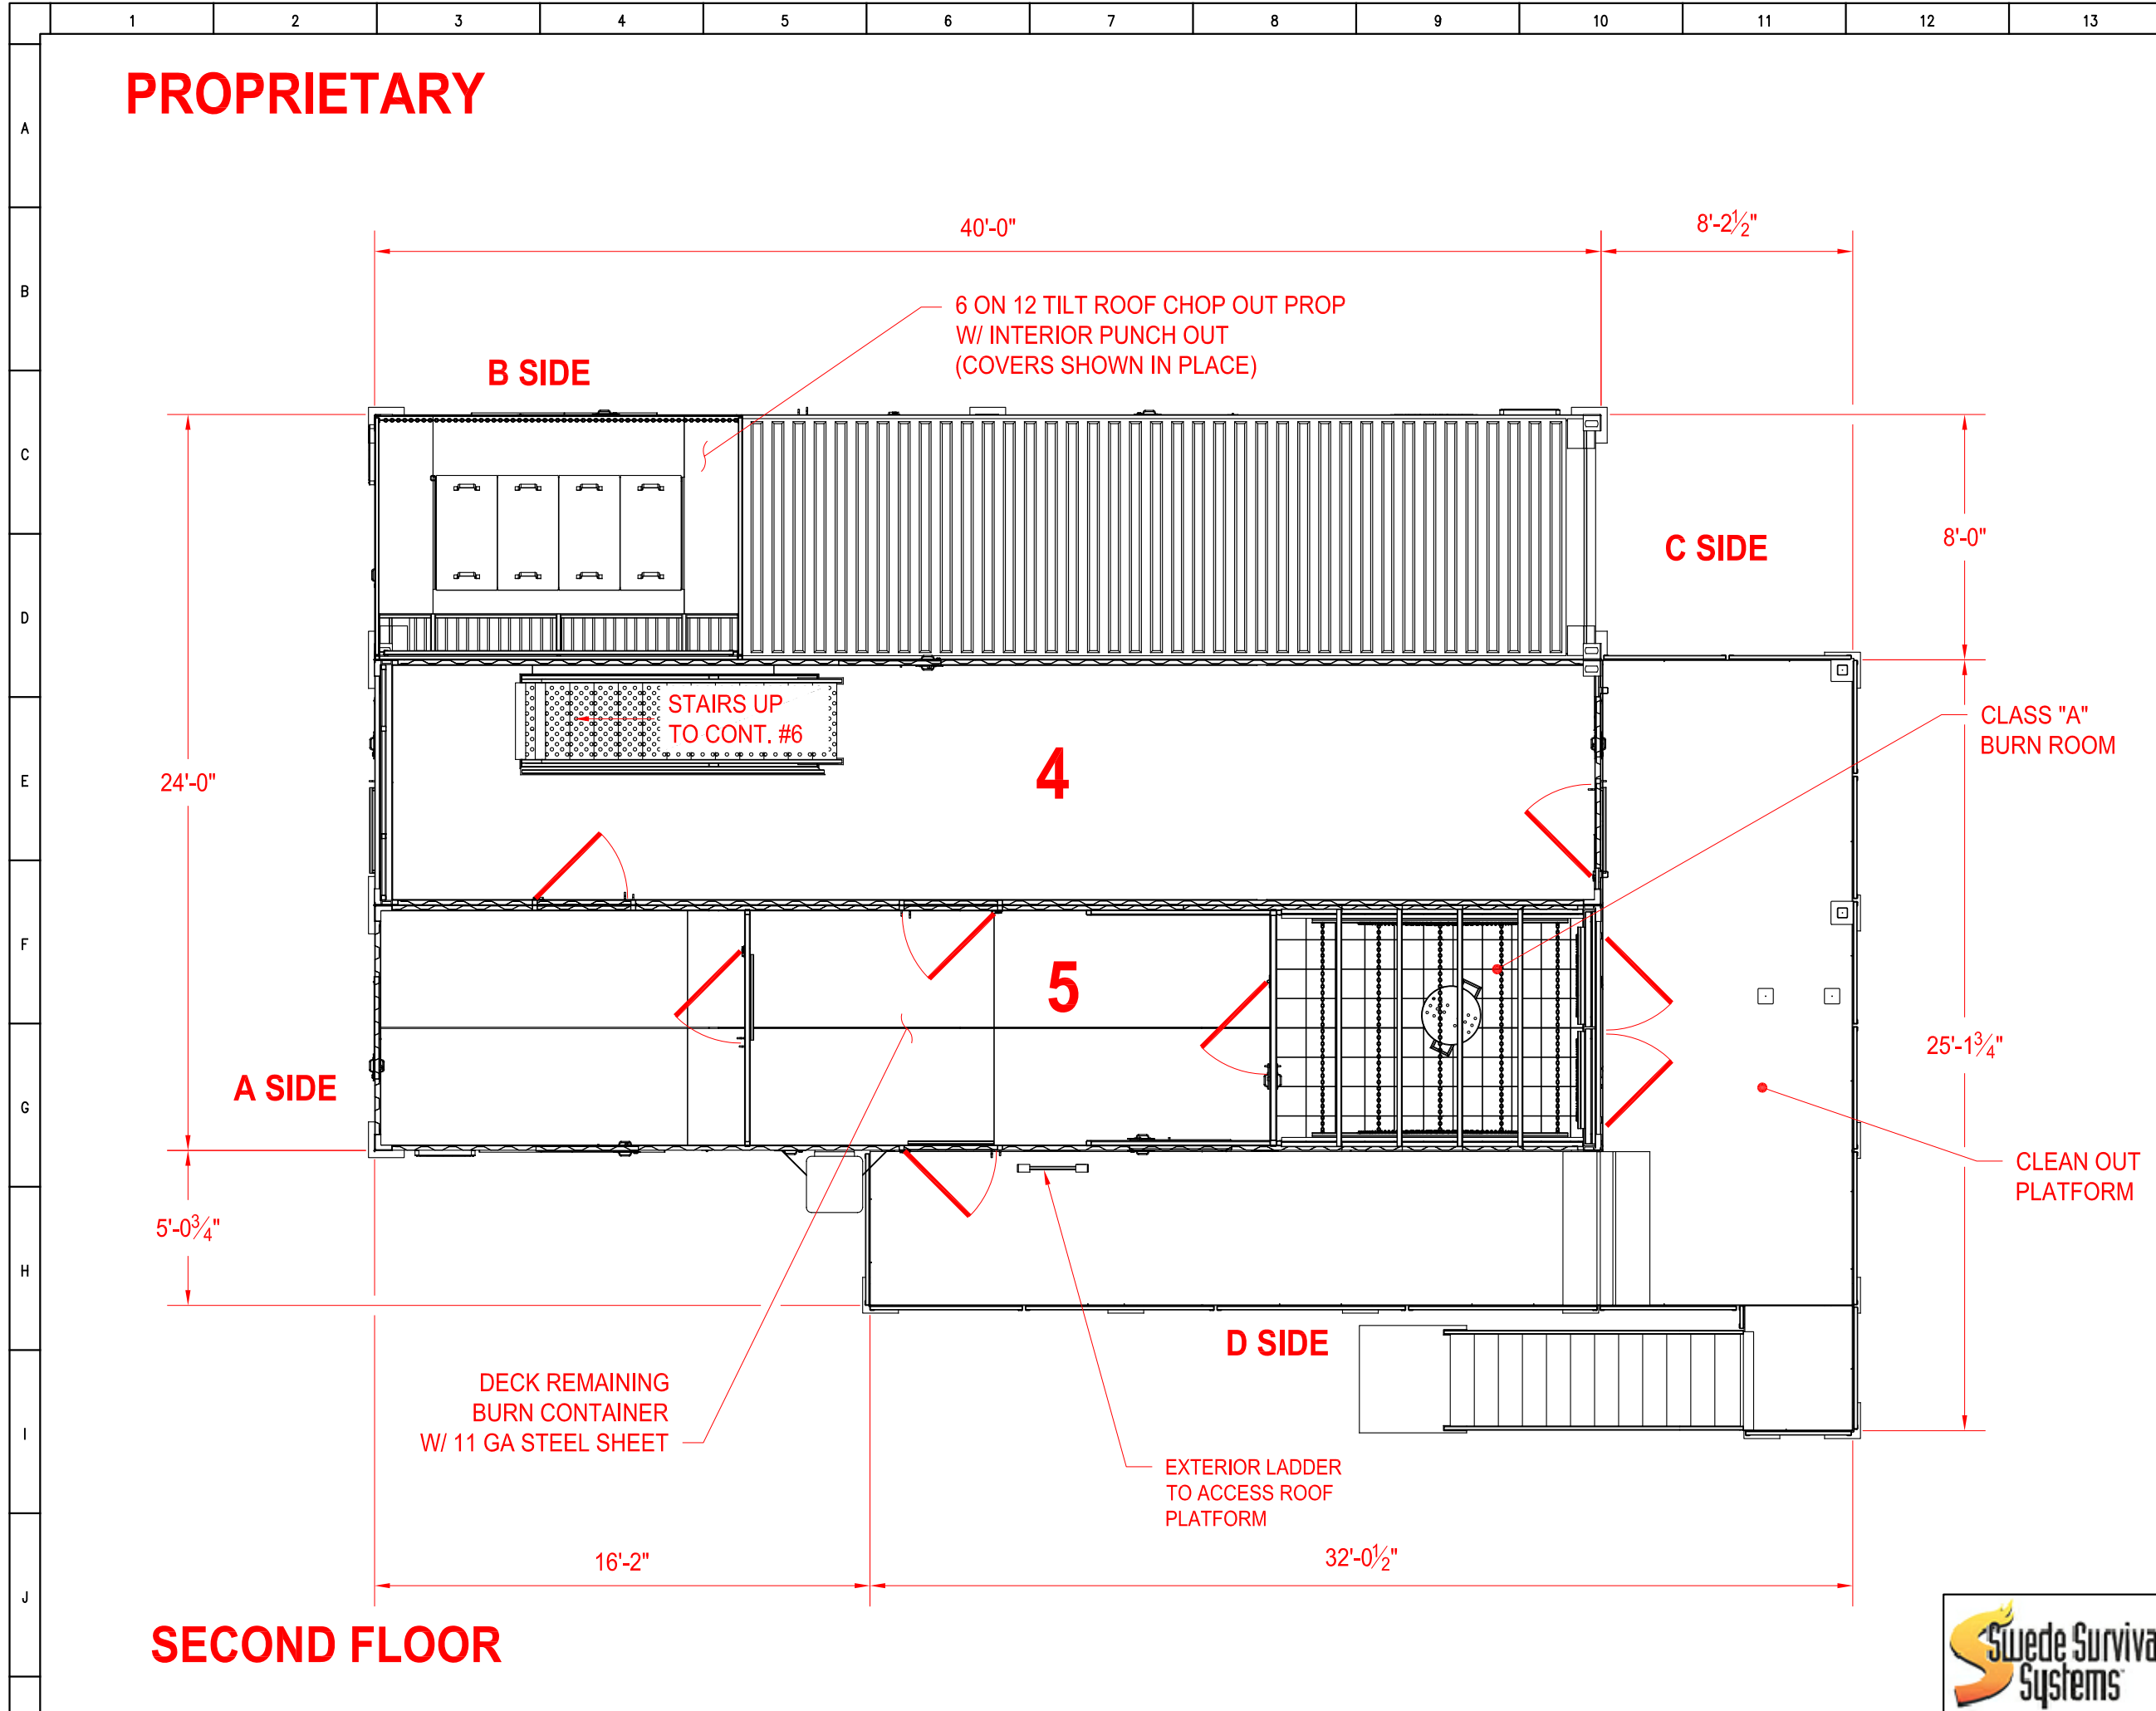 1 2 3 4 5 6 7 8 9 10 11 12 13
A
B
C
D
E
F
G
H
I
J
PROPRIETARY
40'-0"
8'-2½"
6 ON 12 TILT ROOF CHOP OUT PROP
W/ INTERIOR PUNCH OUT
(COVERS SHOWN IN PLACE)
B SIDE
C SIDE
8'-0"
STAIRS UP
TO CONT. #6
4
CLASS "A"
BURN ROOM
24'-0"
5
25'-1¾"
A SIDE
CLEAN OUT
PLATFORM
5'-0¾"
D SIDE
DECK REMAINING
BURN CONTAINER
W/ 11 GA STEEL SHEET
EXTERIOR LADDER
TO ACCESS ROOF
PLATFORM
16'-2"
32'-0½"
SECOND FLOOR
Swede Surviva
Systems